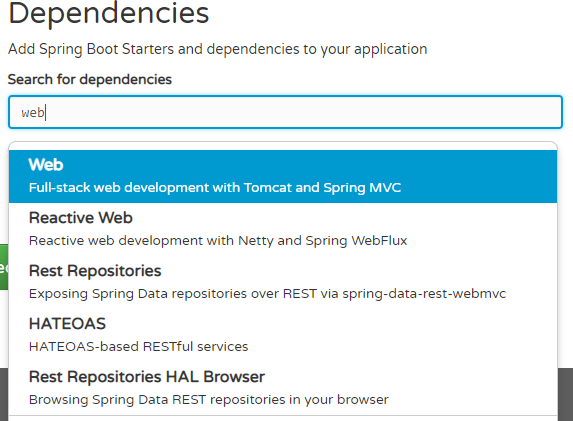 Dependencies
Add Spring Boot Starters and dependencies to your application
Search for dependencies
web
Web
Full-stack web development with Tomcat and Spring MVC
Reactive Web
Reactive web development with Netty and Spring WebFlux
Rest Repositories
Exposing Spring Data repositories over REST via spring-data-rest-webmvc
HATEOAS
HATEOAS-based RESTful services
Rest Repositories HAL Browser
Browsing Spring Data REST repositories in your browser